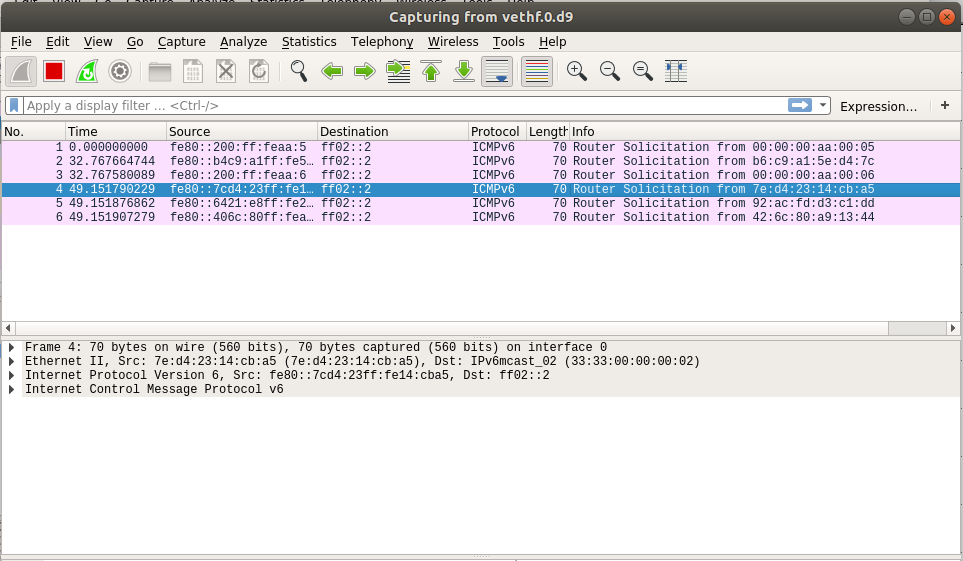 Capturing from vethf.0.d9
File Edit View Go Capture Analyze Statistics Telephony Wireless Tools Help
Apply a display filter ... <Ctrl-/> Expression... +
No. Time Source Destination Protocol Length Info
1 0.000000000 fe80::200:ff:feaa:5 ff02::2 ICMPv6 70 Router Solicitation from 00:00:00:aa:00:05
2 32.767664744 fe80::b4c9:a1ff:fe5… ff02::2 ICMPv6 70 Router Solicitation from b6:c9:a1:5e:d4:7c
3 32.767580089 fe80::200:ff:feaa:6 ff02::2 ICMPv6 70 Router Solicitation from 00:00:00:aa:00:06
4 49.151790229 fe80::7cd4:23ff:fe1… ff02::2 ICMPv6 70 Router Solicitation from 7e:d4:23:14:cb:a5
5 49.151876862 fe80::6421:e8ff:fe2… ff02::2 ICMPv6 70 Router Solicitation from 92:ac:fd:d3:c1:dd
6 49.151907279 fe80::406c:80ff:fea… ff02::2 ICMPv6 70 Router Solicitation from 42:6c:80:a9:13:44
Frame 4: 70 bytes on wire (560 bits), 70 bytes captured (560 bits) on interface 0
Ethernet II, Src: 7e:d4:23:14:cb:a5 (7e:d4:23:14:cb:a5), Dst: IPv6mcast_02 (33:33:00:00:00:02)
Internet Protocol Version 6, Src: fe80::7cd4:23ff:fe14:cba5, Dst: ff02::2
Internet Control Message Protocol v6